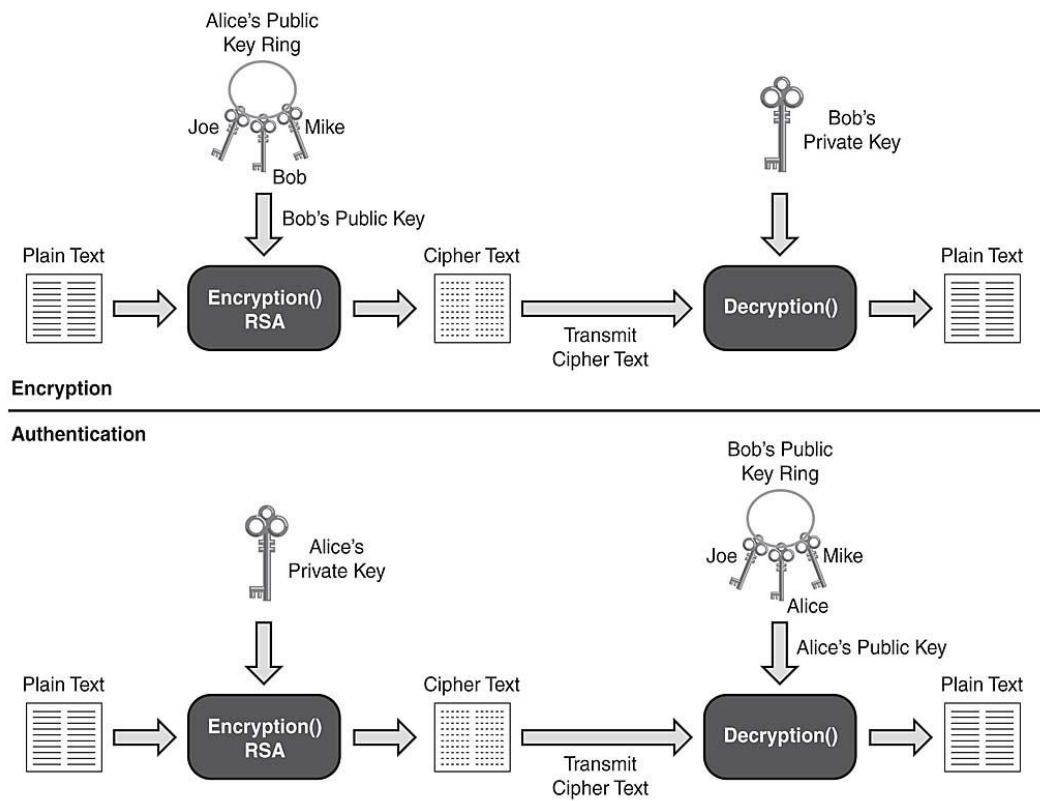 Alice's Public
Key Ring
Joe
Mike
Bob
Bob's
Private Key
Bob's Public Key
Plain Text
Encryption()
RSA
Cipher Text
Transmit
Cipher Text
Decryption()
Plain Text
Encryption
Authentication
Alice's
Private Key
Bob's Public
Key Ring
Joe
Mike
Alice
Alice's Public Key
Plain Text
Encryption()
RSA
Cipher Text
Transmit
Cipher Text
Decryption()
Plain Text